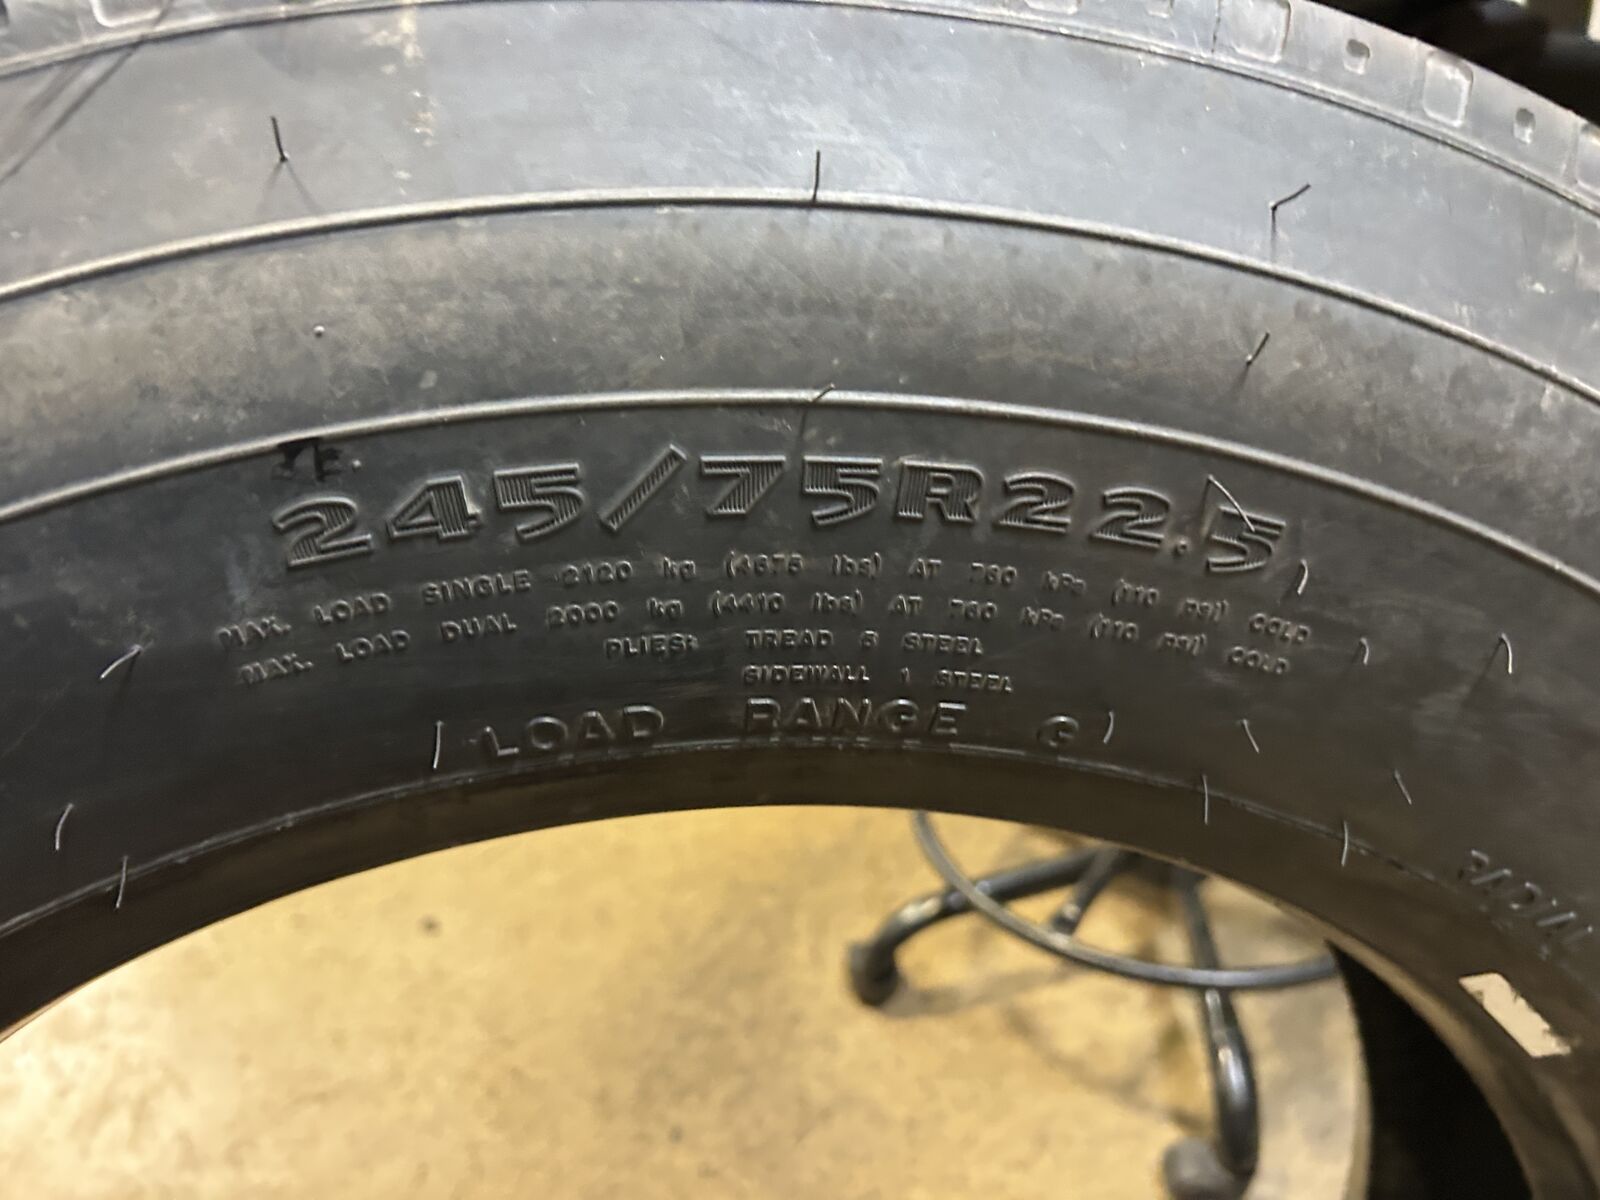 245/75R22.5
MAX. LOAD SINGLE 2120 kg (4675 lbs) AT 760 kPa (110 psi) COLD
MAX. LOAD DUAL 2000 kg (4410 lbs) AT 760 kPa (110 psi) COLD
PLIES: TREAD 5 STEEL
SIDEWALL 1 STEEL
LOAD RANGE G
RADIAL